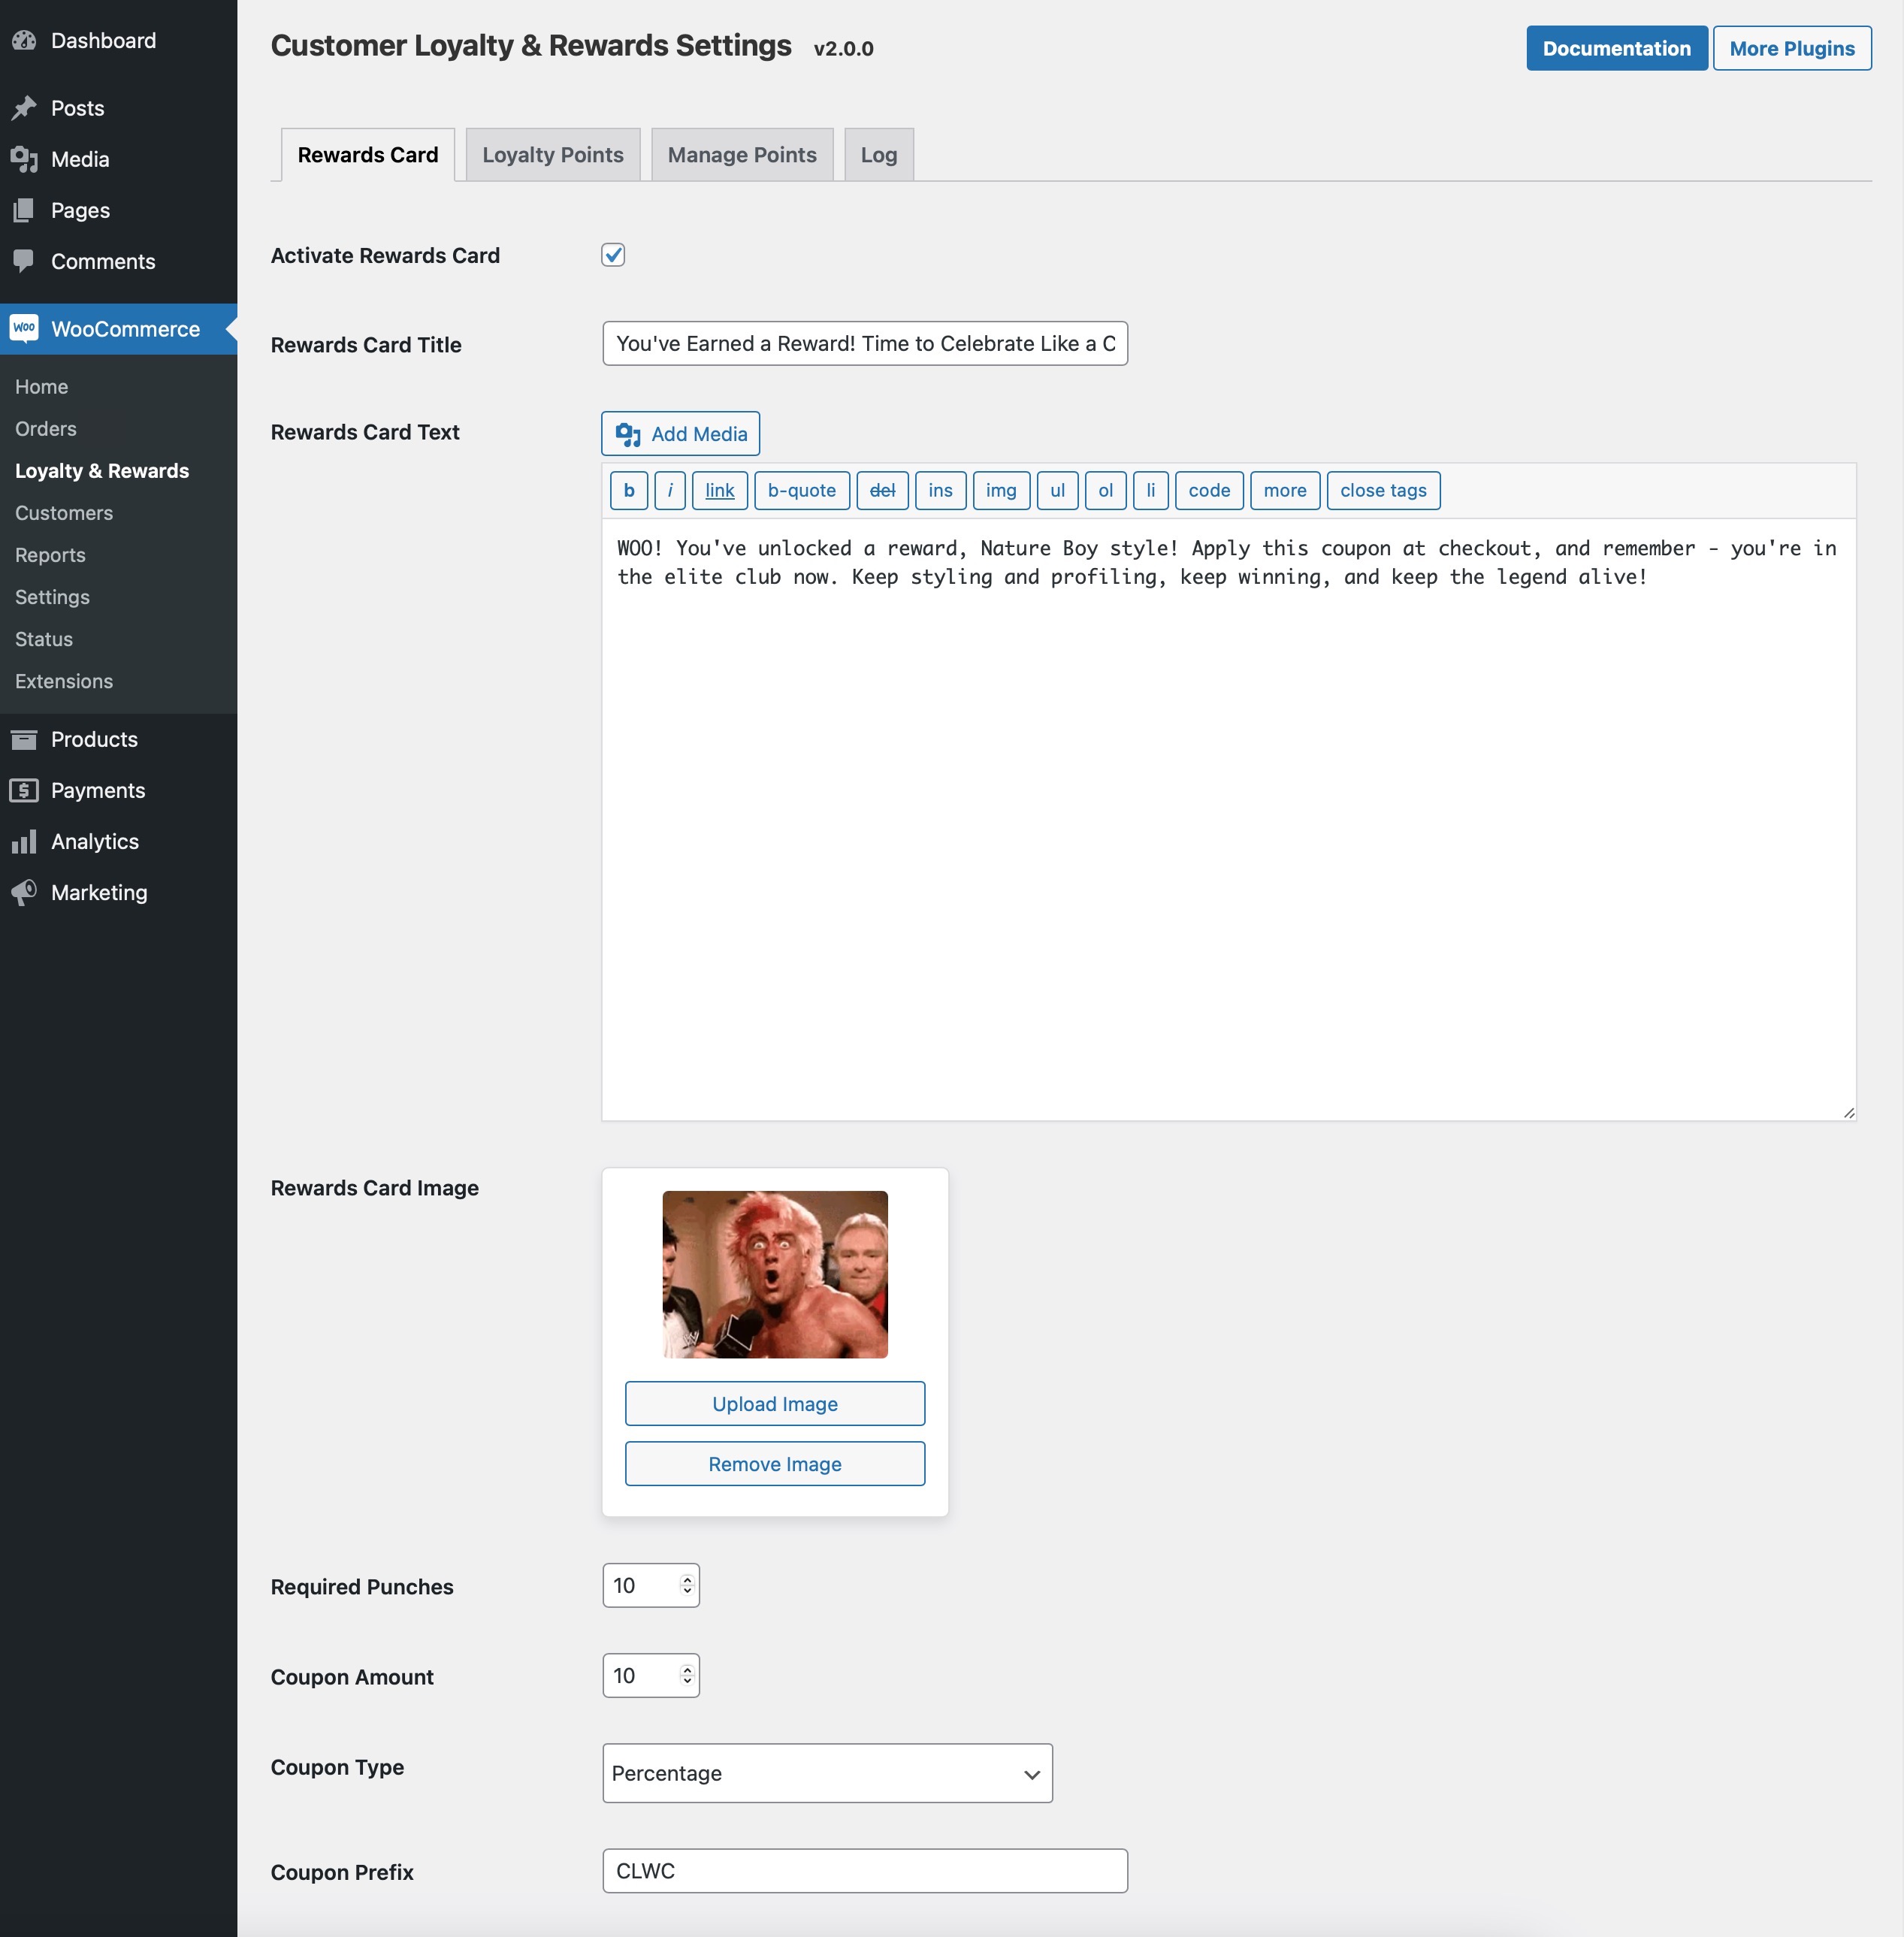 Dashboard
Posts
Media
Pages
Comments
Woo WooCommerce
Home
Orders
Loyalty & Rewards
Customers
Reports
Settings
Status
Extensions
Products
Payments
Analytics
Marketing
Customer Loyalty & Rewards Settings v2.0.0
Documentation More Plugins
Rewards Card Loyalty Points Manage Points Log
Activate Rewards Card
Rewards Card Title You've Earned a Reward! Time to Celebrate Like a C
Rewards Card Text Add Media
b i link b-quote del ins img ul ol li code more close tags
WOO! You've unlocked a reward, Nature Boy style! Apply this coupon at checkout, and remember - you're in
the elite club now. Keep styling and profiling, keep winning, and keep the legend alive!
Rewards Card Image
Upload Image
Remove Image
Required Punches 10
Coupon Amount 10
Coupon Type Percentage
Coupon Prefix CLWC